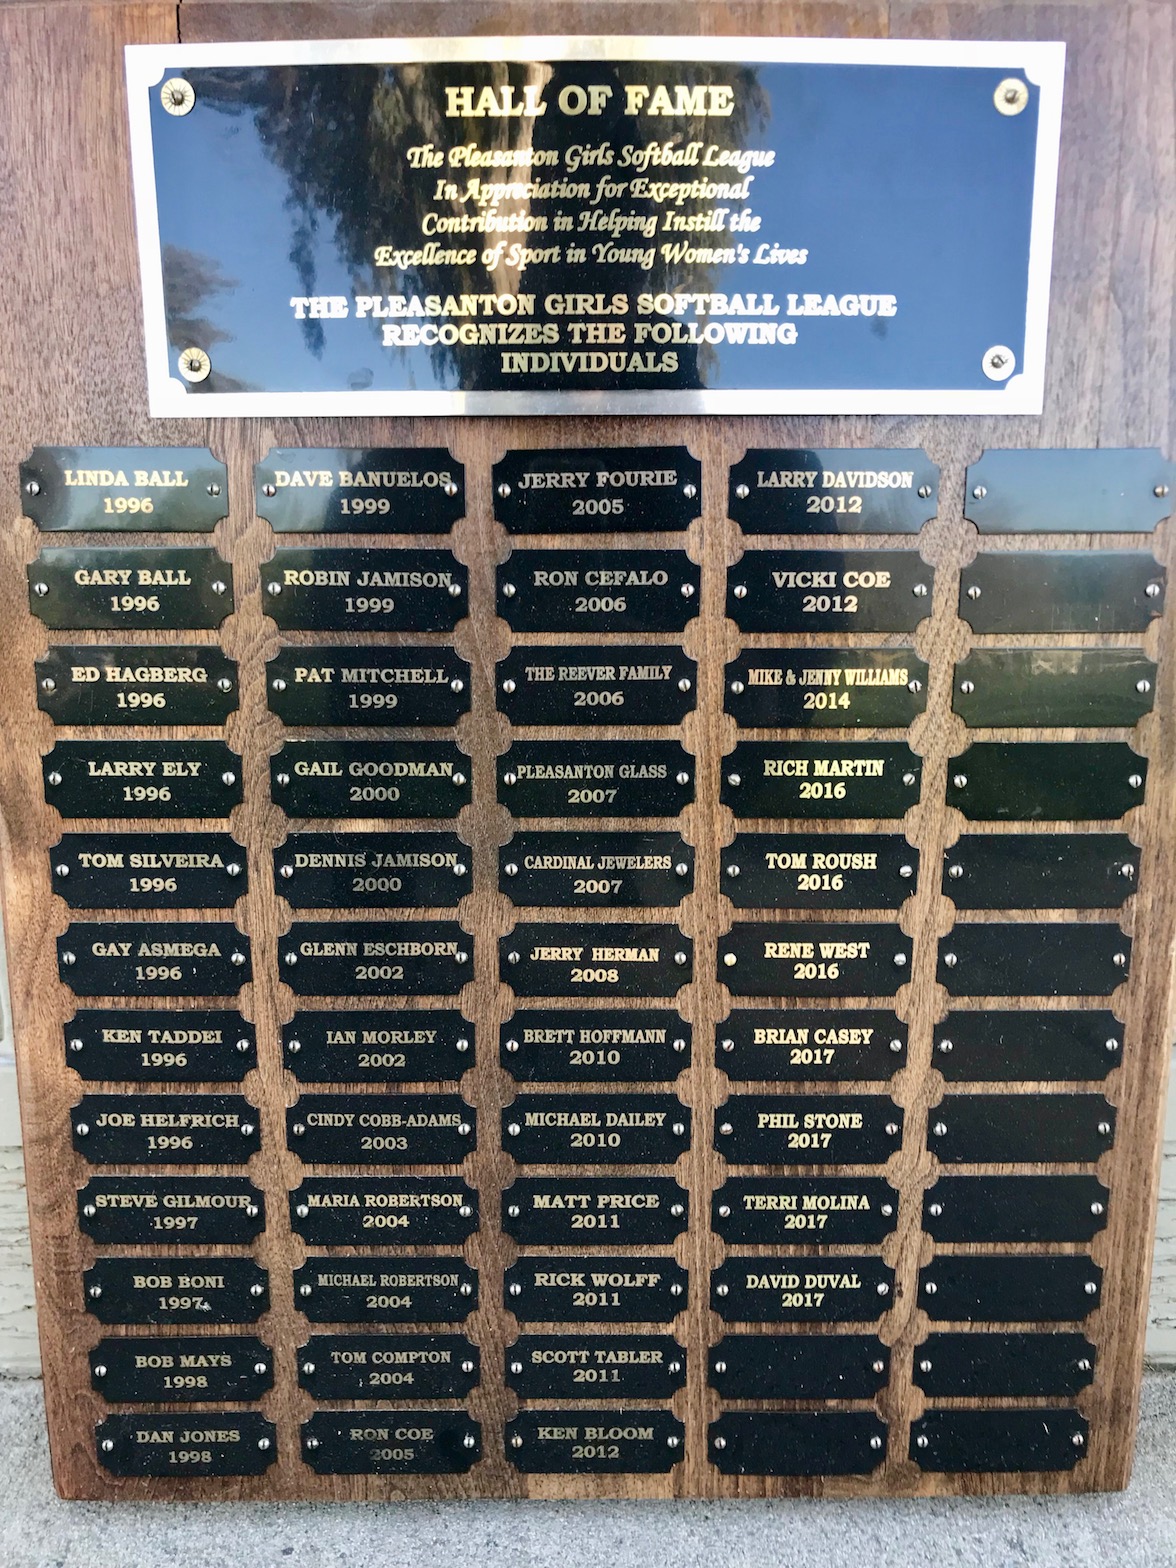 HALL OF FAME
The Pleasanton Girls Softball League
In Appreciation for Exceptional
Contribution in Helping Instill the
Excellence of Sport in Young Women's Lives
THE PLEASANTON GIRLS SOFTBALL LEAGUE
RECOGNIZES THE FOLLOWING
INDIVIDUALS
LINDA BALL
1996
GARY BALL
1996
ED HAGBERG
1996
LARRY ELY
1996
TOM SILVEIRA
1996
GAY ASMEGA
1996
KEN TADDEI
1996
JOE HELFRICH
1996
STEVE GILMOUR
1997
BOB BONI
1997
BOB MAYS
1998
DAN JONES
1998
DAVE BANUELOS
1999
ROBIN JAMISON
1999
PAT MITCHELL
1999
GAIL GOODMAN
2000
DENNIS JAMISON
2000
GLENN ESCHBORN
2002
IAN MORLEY
2002
CINDY COBB-ADAMS
2003
MARIA ROBERTSON
2004
MICHAEL ROBERTSON
2004
TOM COMPTON
2004
RON COE
2005
JERRY FOURIE
2005
RON CEFALO
2006
THE REEVER FAMILY
2006
PLEASANTON GLASS
2007
CARDINAL JEWELERS
2007
JERRY HERMAN
2008
BRETT HOFFMANN
2010
MICHAEL DAILEY
2010
MATT PRICE
2011
RICK WOLFF
2011
SCOTT TABLER
2011
KEN BLOOM
2012
LARRY DAVIDSON
2012
VICKI COE
2012
MIKE & JENNY WILLIAMS
2014
RICH MARTIN
2016
TOM ROUSH
2016
RENE WEST
2016
BRIAN CASEY
2017
PHIL STONE
2017
TERRI MOLINA
2017
DAVID DUVAL
2017